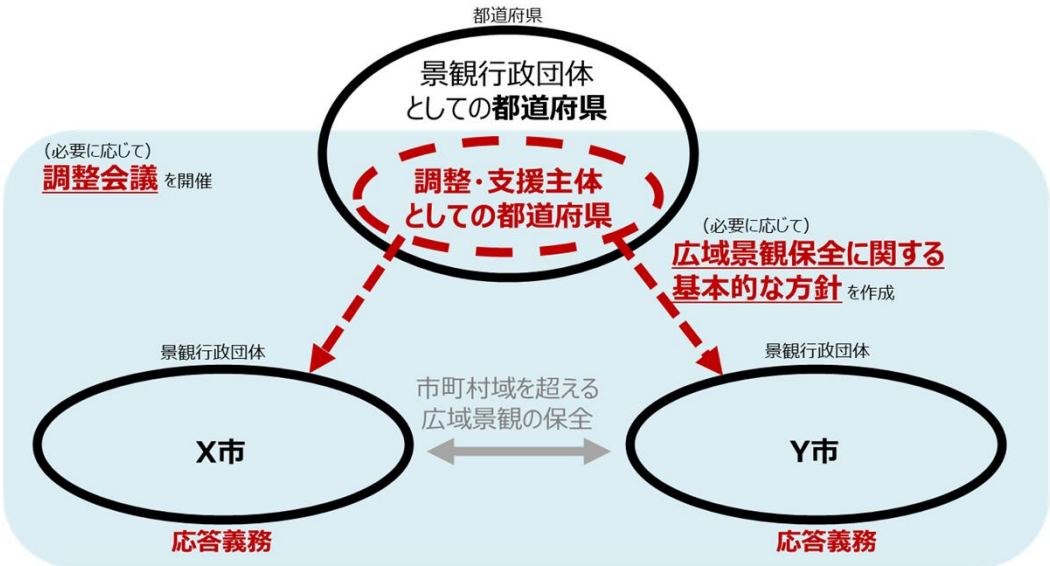 都道府県
景観行政団体
としての都道府県
(必要に応じて)
調整会議 を開催
調整・支援主体
としての都道府県
(必要に応じて)
広域景観保全に関する
基本的な方針 を作成
景観行政団体
景観行政団体
市町村域を超える
広域景観の保全
X市
Y市
応答義務
応答義務